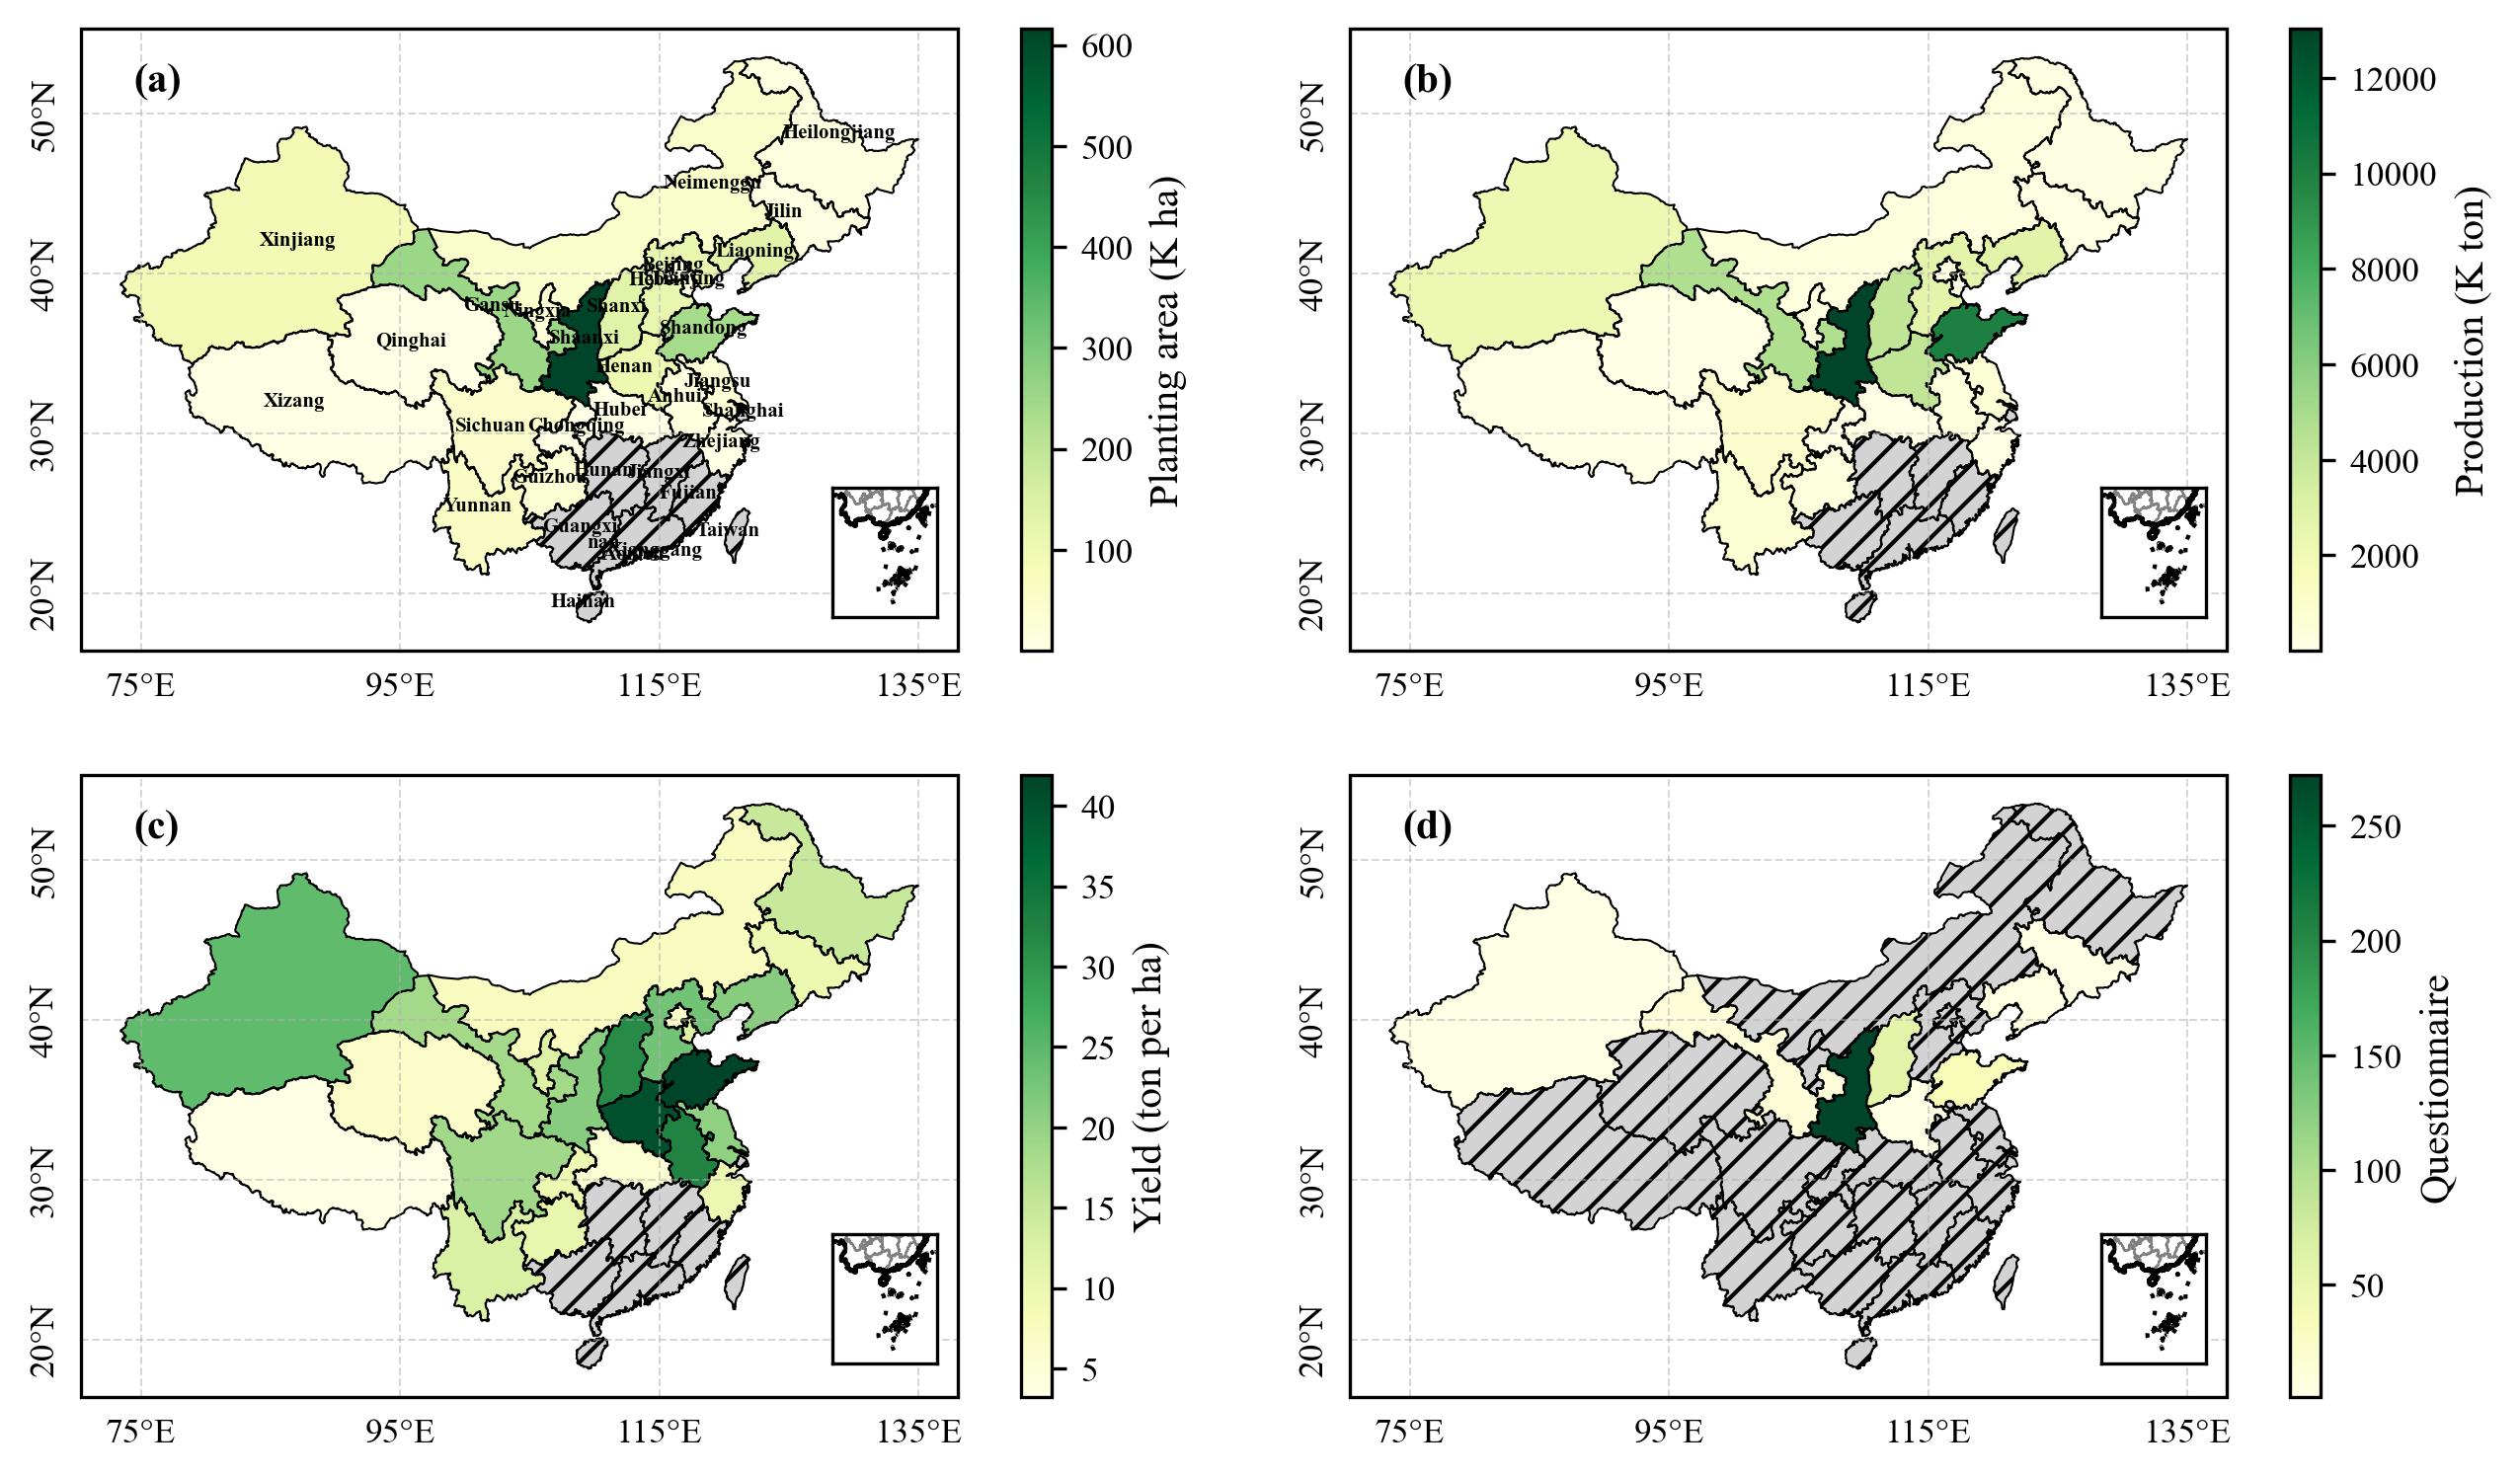 (a)
50°N
40°N
30°N
20°N
75°E
95°E
115°E
135°E
Heilongjiang
Neimenggu
Jilin
Xinjiang
Liaoning
Beijing
Gansu
Ningxia
Shanxi
Shandong
Shaanxi
Qinghai
Henan
Jiangsu
Anhui
Xizang
Hubei
Shanghai
Sichuan
Chongqing
Zhejiang
Hunan
Jiangxi
Guizhou
Fujian
Yunnan
Guangxi
Taiwan
Hainan
600
500
400
300
200
100
Planting area (K ha)
(b)
50°N
40°N
30°N
20°N
75°E
95°E
115°E
135°E
12000
10000
8000
6000
4000
2000
Production (K ton)
(c)
50°N
40°N
30°N
20°N
75°E
95°E
115°E
135°E
40
35
30
25
20
15
10
5
Yield (ton per ha)
(d)
50°N
40°N
30°N
20°N
75°E
95°E
115°E
135°E
250
200
150
100
50
Questionnaire